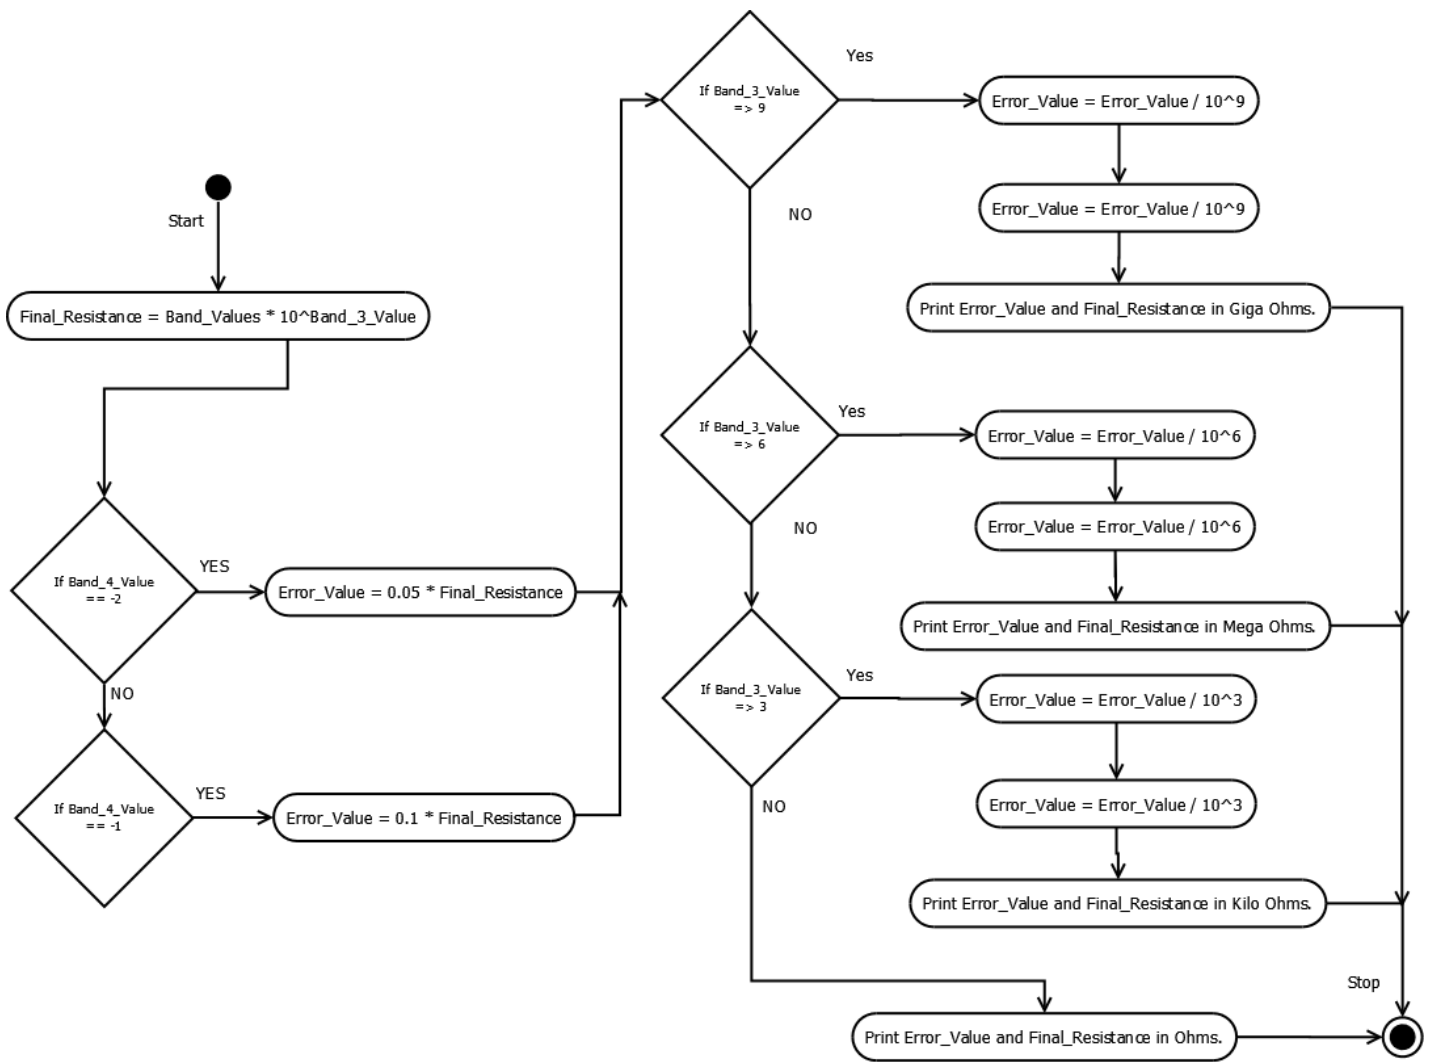 Start
Final_Resistance = Band_Values * 10^Band_3_Value
If Band_4_Value
== -2
YES
Error_Value = 0.05 * Final_Resistance
NO
If Band_4_Value
== -1
YES
Error_Value = 0.1 * Final_Resistance
If Band_3_Value
=> 9
Yes
Error_Value = Error_Value / 10^9
Error_Value = Error_Value / 10^9
Print Error_Value and Final_Resistance in Giga Ohms.
NO
If Band_3_Value
=> 6
Yes
Error_Value = Error_Value / 10^6
Error_Value = Error_Value / 10^6
Print Error_Value and Final_Resistance in Mega Ohms.
NO
If Band_3_Value
=> 3
Yes
Error_Value = Error_Value / 10^3
Error_Value = Error_Value / 10^3
Print Error_Value and Final_Resistance in Kilo Ohms.
NO
Print Error_Value and Final_Resistance in Ohms.
Stop